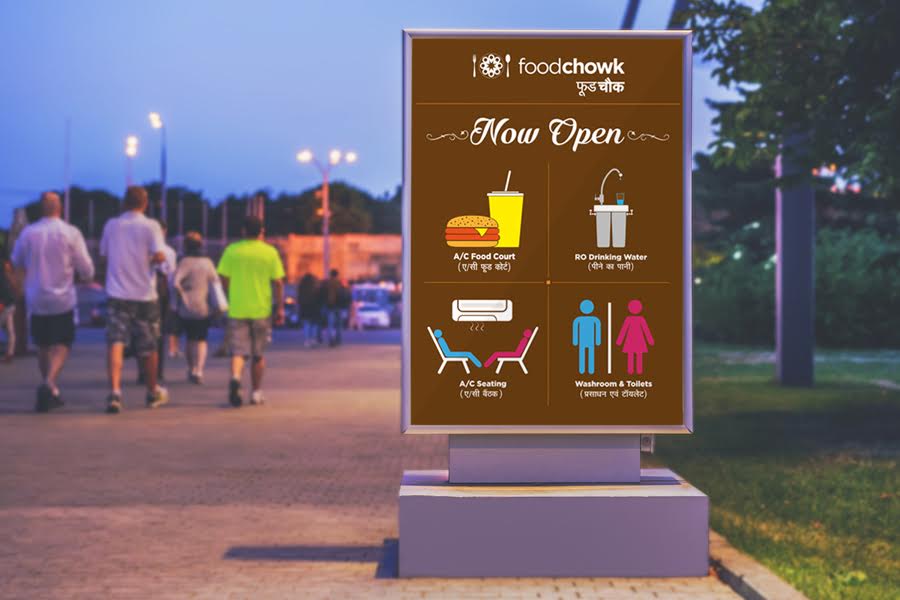 foodchowk
फूड चौक
Now Open
A/C Food Court
(ए/सी फूड कोर्ट)
RO Drinking Water
(पीने का पानी)
A/C Seating
(ए/सी बैठक)
Washroom & Toilets
(प्रसाधन एवं टॉयलेट)